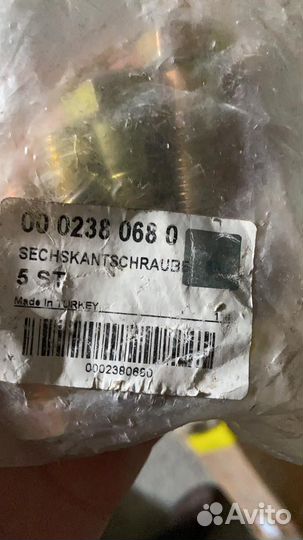 00 0238 068 0
SECHSKANTSCHRAUBE
5 ST
Made in TURKEY
0002380680
Avito